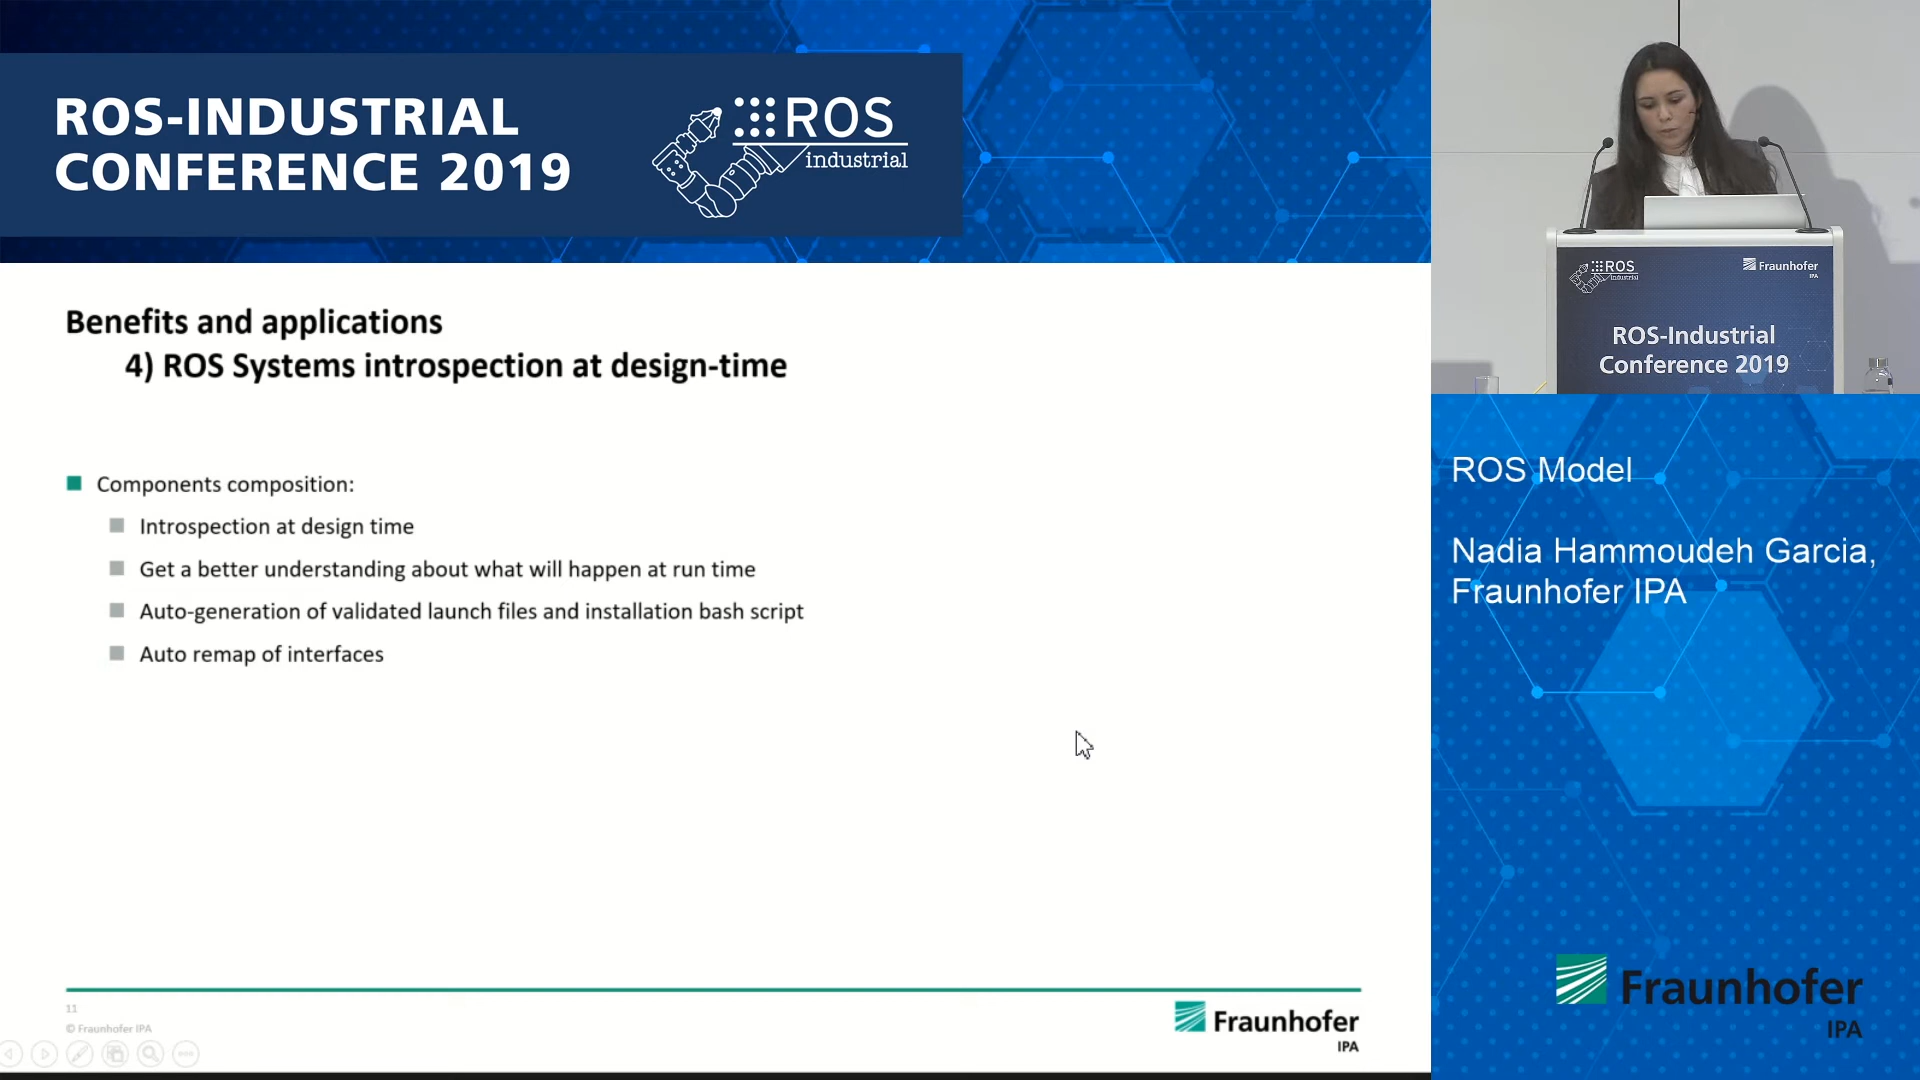 ROS-INDUSTRIAL
CONFERENCE 2019
ROS
industrial
Benefits and applications
4) ROS Systems introspection at design-time
Components composition:
Introspection at design time
Get a better understanding about what will happen at run time
Auto-generation of validated launch files and installation bash script
Auto remap of interfaces
11
© Fraunhofer IPA
Fraunhofer
IPA
ROS
industrial
Fraunhofer
IPA
ROS-Industrial
Conference 2019
ROS Model
Nadia Hammoudeh Garcia,
Fraunhofer IPA
Fraunhofer
IPA